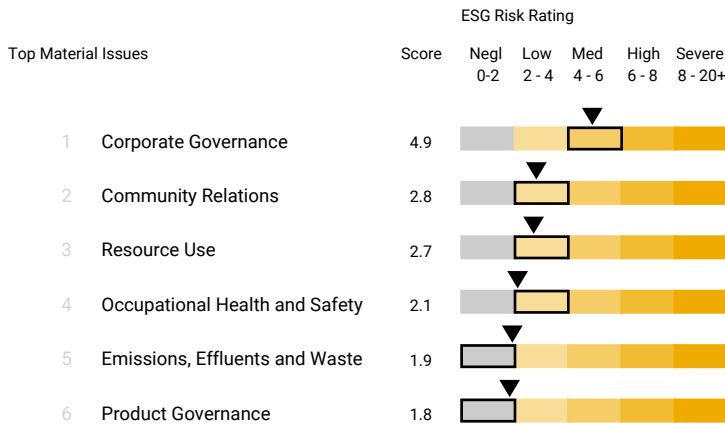 ESG Risk Rating
Top Material Issues Score Negl Low Med High Severe
0-2 2 - 4 4 - 6 6 - 8 8 - 20+
1 Corporate Governance 4.9
2 Community Relations 2.8
3 Resource Use 2.7
4 Occupational Health and Safety 2.1
5 Emissions, Effluents and Waste 1.9
6 Product Governance 1.8